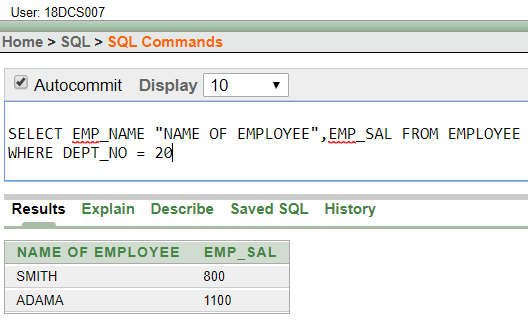 User: 18DCS007
Home > SQL > SQL Commands
Autocommit Display 10
SELECT EMP_NAME "NAME OF EMPLOYEE",EMP_SAL FROM EMPLOYEE
WHERE DEPT_NO = 20
Results Explain Describe Saved SQL History
NAME OF EMPLOYEE EMP_SAL
SMITH 800
ADAMA 1100